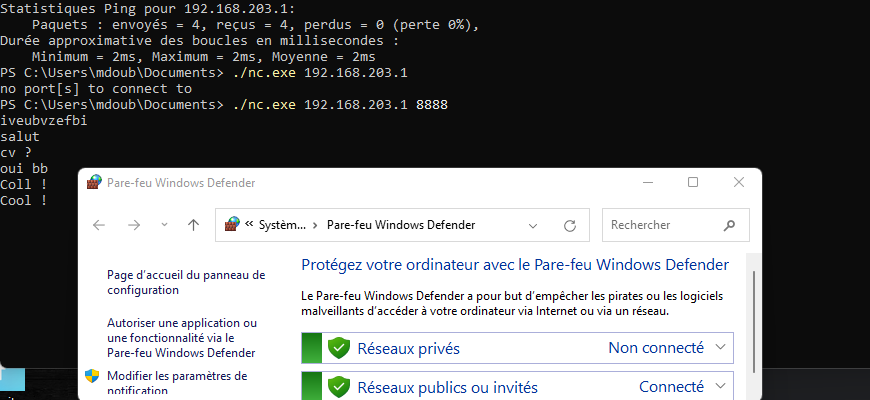 Statistiques Ping pour 192.168.203.1:
Paquets : envoyés = 4, reçus = 4, perdus = 0 (perte 0%),
Durée approximative des boucles en millisecondes :
Minimum = 2ms, Maximum = 2ms, Moyenne = 2ms
PS C:\Users\mdoub\Documents> ./nc.exe 192.168.203.1
no port[s] to connect to
PS C:\Users\mdoub\Documents> ./nc.exe 192.168.203.1 8888
iveubvzefbi
salut
cv ?
oui bb
Coll !
Cool !
Pare-feu Windows Defender
« Systèm... > Pare-feu Windows Defender
Rechercher
Page d'accueil du panneau de
configuration
Autoriser une application ou
une fonctionnalité via le
Pare-feu Windows Defender
Modifier les paramètres de
notification
Protégez votre ordinateur avec le Pare-feu Windows Defender
Le Pare-feu Windows Defender a pour but d'empêcher les pirates ou les logiciels
malveillants d'accéder à votre ordinateur via Internet ou via un réseau.
Réseaux privés Non connecté
Réseaux publics ou invités Connecté